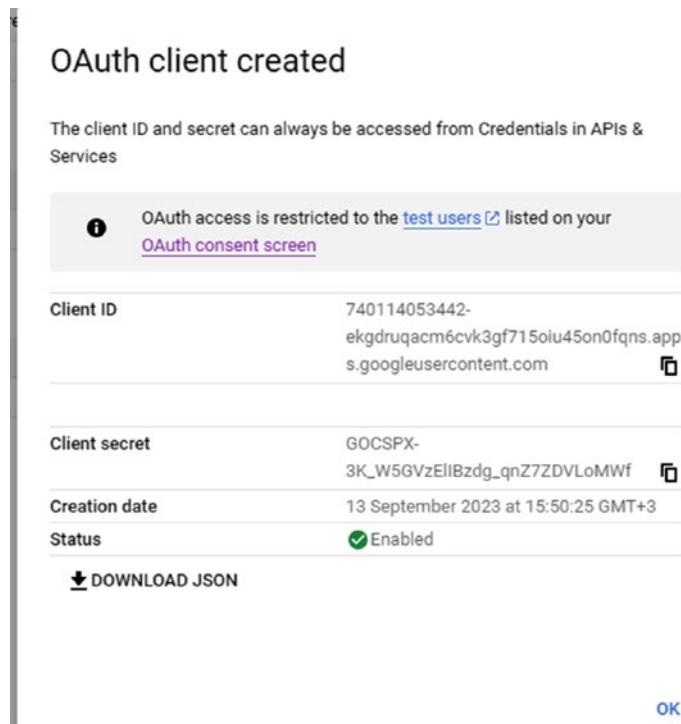 OAuth client created
The client ID and secret can always be accessed from Credentials in APIs &
Services
OAuth access is restricted to the test users listed on your
OAuth consent screen
Client ID
740114053442-
ekgdruqacm6cvk3gf715oiu45on0fqns.app
s.googleusercontent.com
Client secret
GOCSPX-
3K_W5GVzElIBzdg_qnZ7ZDVLoMWf
Creation date
13 September 2023 at 15:50:25 GMT+3
Status
Enabled
DOWNLOAD JSON
OK